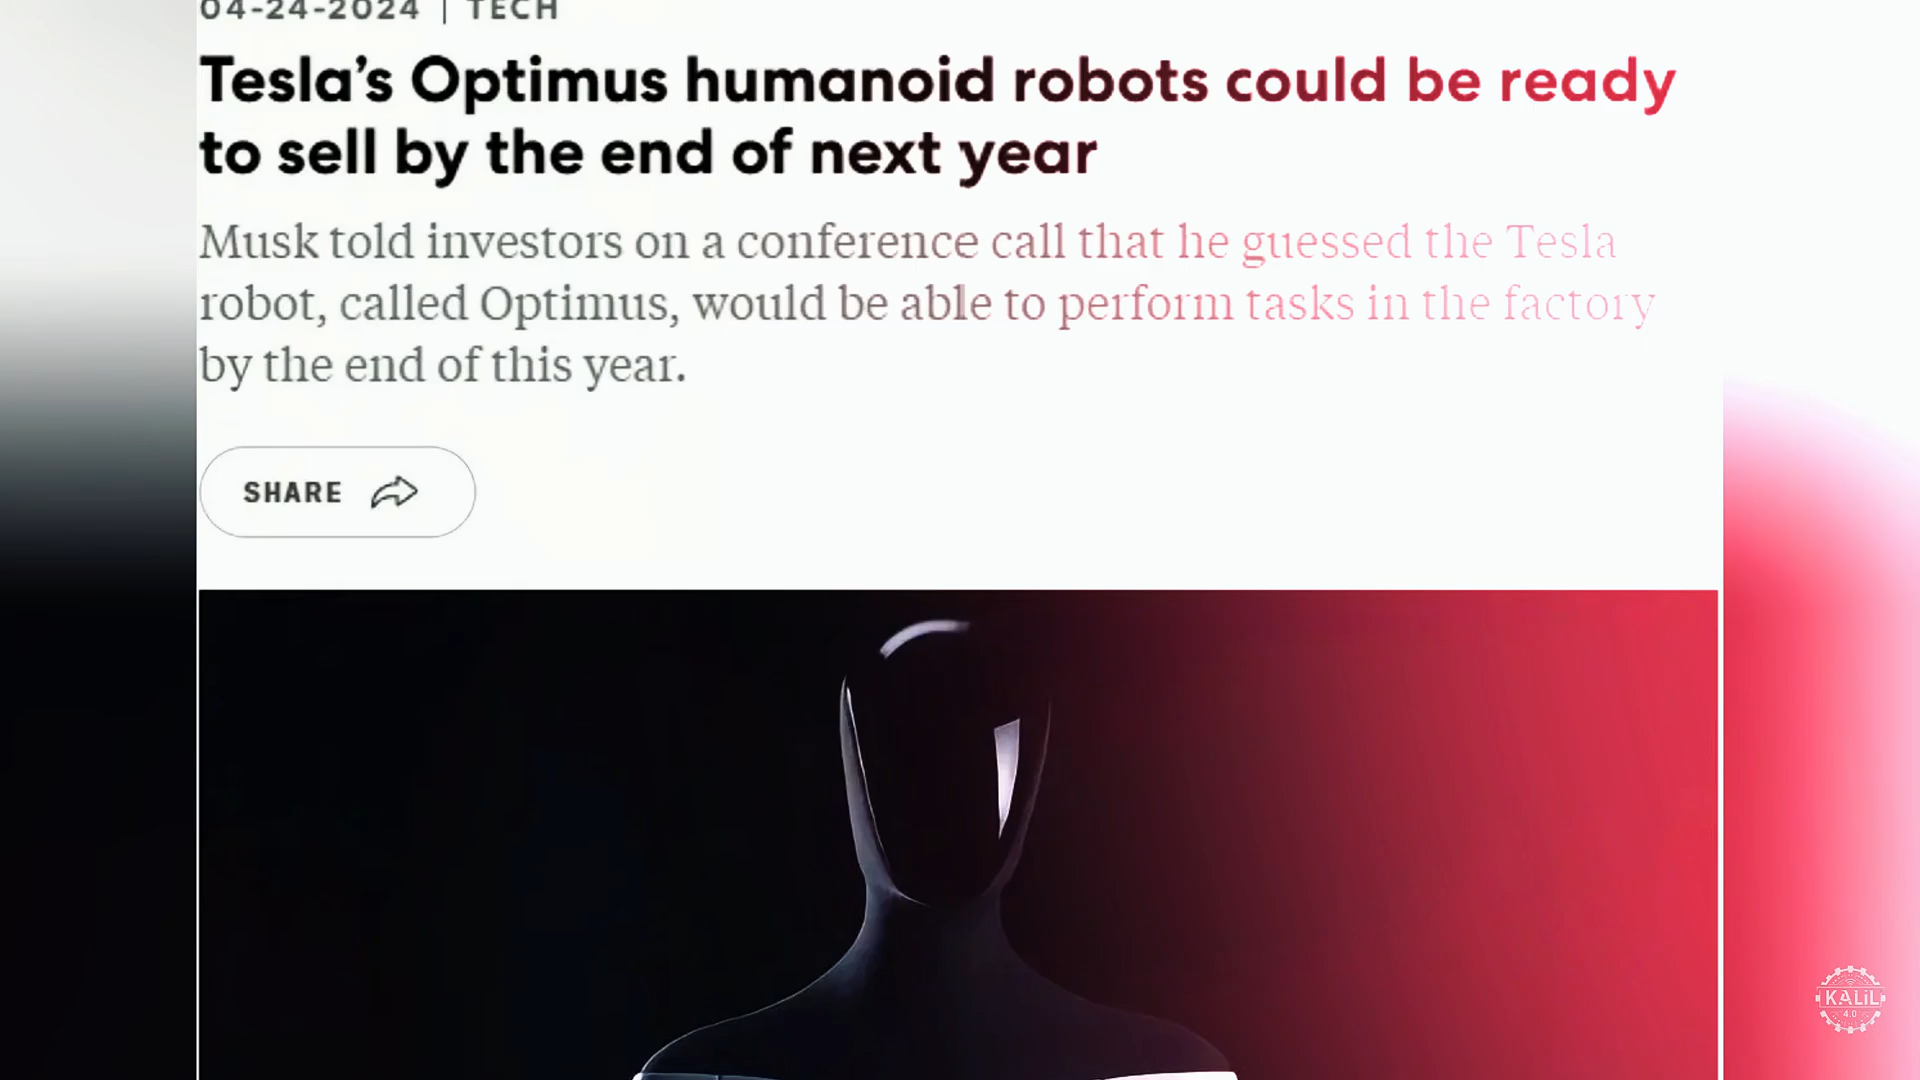 04-24-2024 | TECH
Tesla’s Optimus humanoid robots could be ready
to sell by the end of next year
Musk told investors on a conference call that he guessed the Tesla
robot, called Optimus, would be able to perform tasks in the factory
by the end of this year.
SHARE
KALiL
4.0